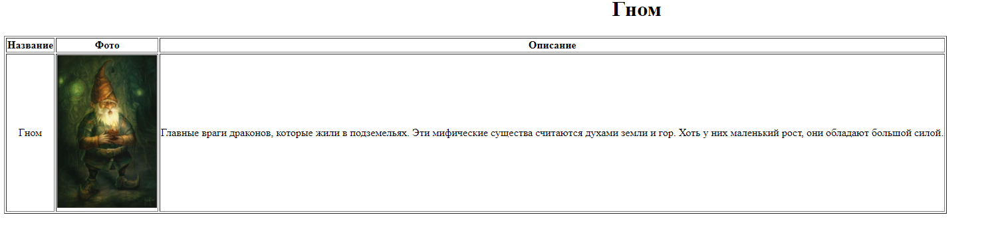 Гном
Название Фото Описание
Гном Главные враги драконов, которые жили в подземельях. Эти мифические существа считаются духами земли и гор. Хоть у них маленький рост, они обладают большой силой.